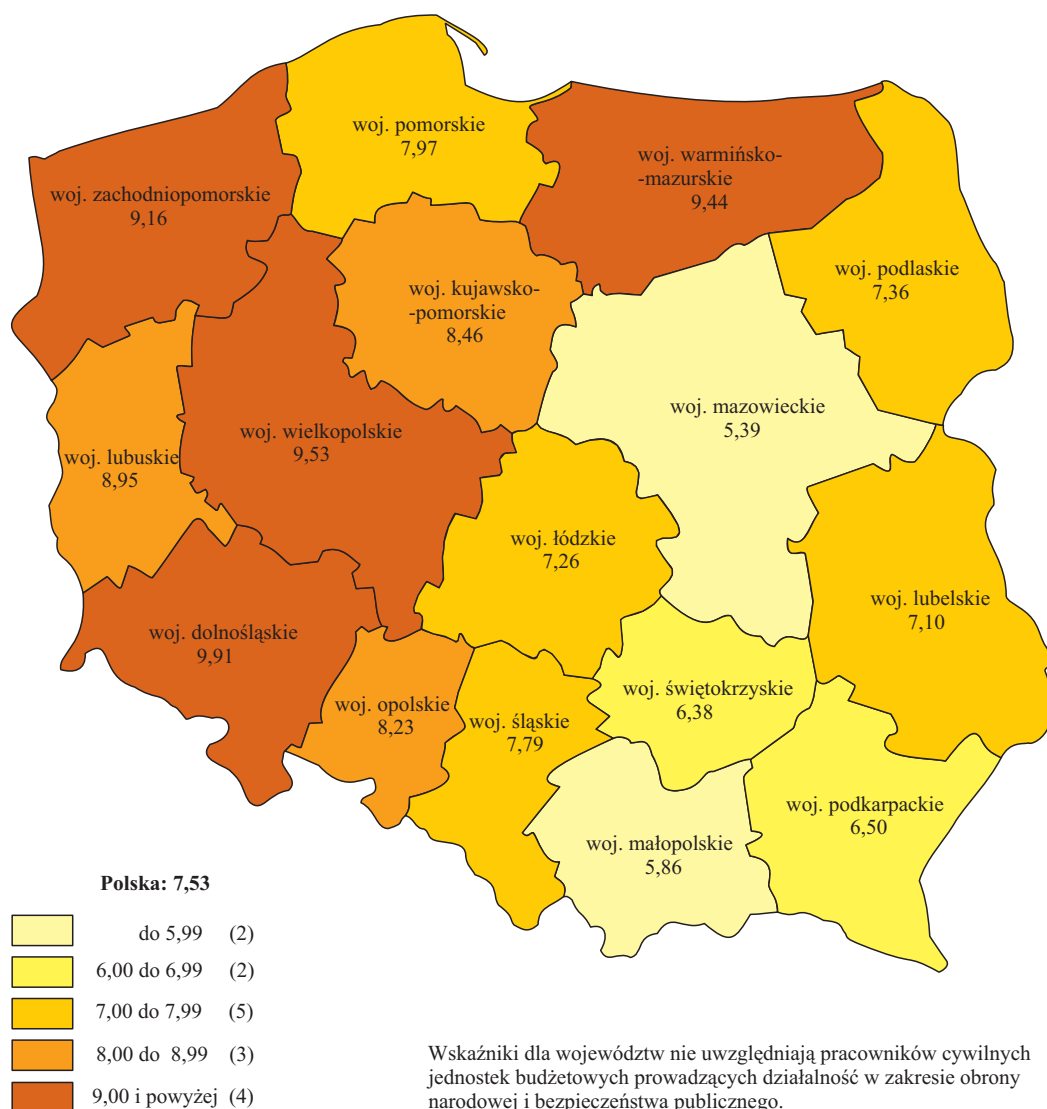 woj. pomorskie
7,97
woj. warmińsko-
-mazurskie
9,44
woj. zachodniopomorskie
9,16
woj. podlaskie
7,36
woj. kujawsko-
-pomorskie
8,46
woj. mazowieckie
5,39
woj. wielkopolskie
9,53
woj. lubuskie
8,95
woj. łódzkie
7,26
woj. lubelskie
7,10
woj. dolnośląskie
9,91
woj. świętokrzyskie
6,38
woj. opolskie
8,23
woj. śląskie
7,79
woj. podkarpackie
6,50
woj. małopolskie
5,86
Polska: 7,53
do 5,99 (2)
6,00 do 6,99 (2)
7,00 do 7,99 (5)
8,00 do 8,99 (3)
9,00 i powyżej (4)
Wskaźniki dla województw nie uwzględniają pracowników cywilnych
jednostek budżetowych prowadzących działalność w zakresie obrony
narodowej i bezpieczeństwa publicznego.